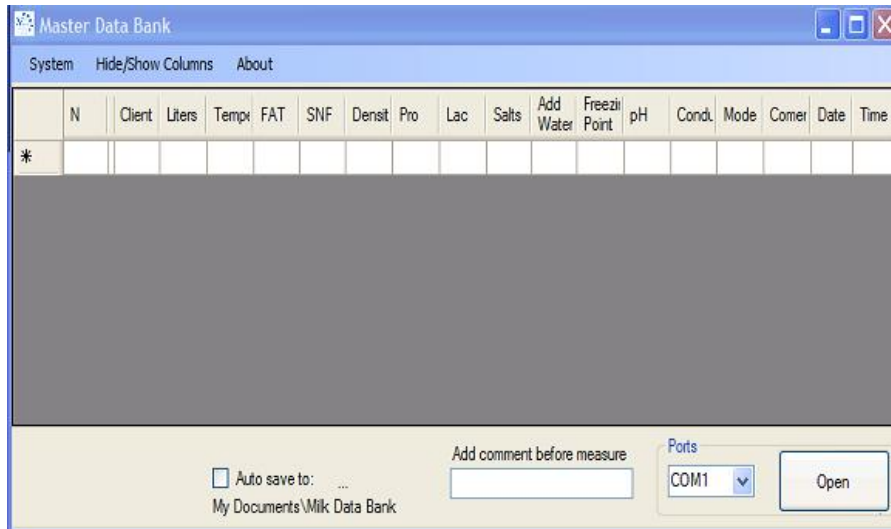 Master Data Bank
System Hide/Show Columns About
N Client Liters Tempe FAT SNF Densit Pro Lac Salts Add Water Freezin Point pH Condu Mode Comer Date Time
*
Add comment before measure
Ports
Auto save to: ...
COM1
Open
My Documents\Milk Data Bank